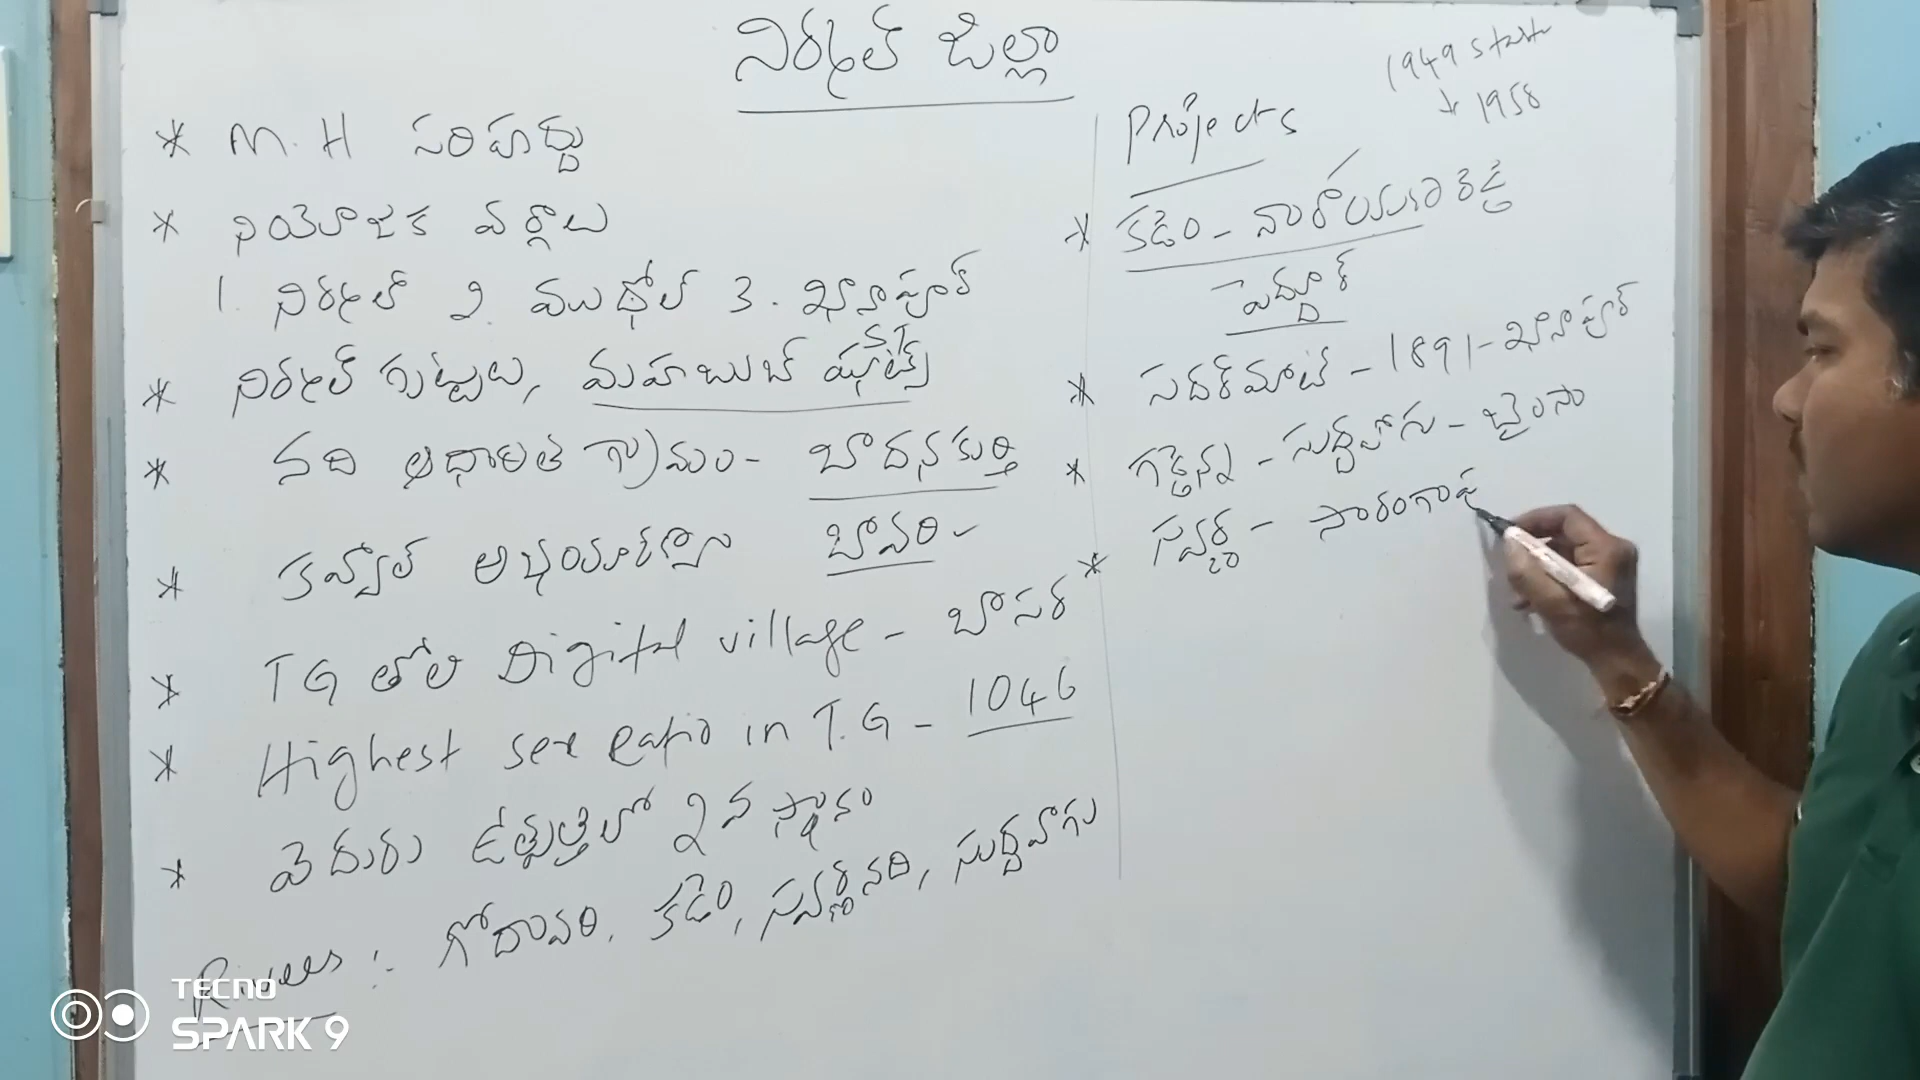 నిర్మల్ జిల్లా
* M.H సరిహద్దు
* నియోజక వర్గాలు
1. నిర్మల్ 2. ముథోల్ 3. ఖానాపూర్
* నిర్మల్ గుట్టలు, మహబుబ్ ఘాట్స్
* నది ఆధారిత గ్రామం - బాదనకుర్తి
* కవ్వాల్ అభయారణ్యం బావరి -
* TG తొలి Digital village - బాసర
* Highest sex Ratio in T.G - 1046
* వెదురు ఉత్పత్తిలో 2వ స్థానం
Rivers :- గోదావరి, కడెం, స్వర్ణనది, సుద్దవాగు
1949 start
1958
Projects
* కడెం - నారాయణరెడ్డి
పెద్దూర్
* సదర్మాట్ - 1891 - ఖానాపూర్
* గడ్డెన్న - సుద్దవాగు - భైంసా
* స్వర్ణ - సారంగాప
TECNO
SPARK 9